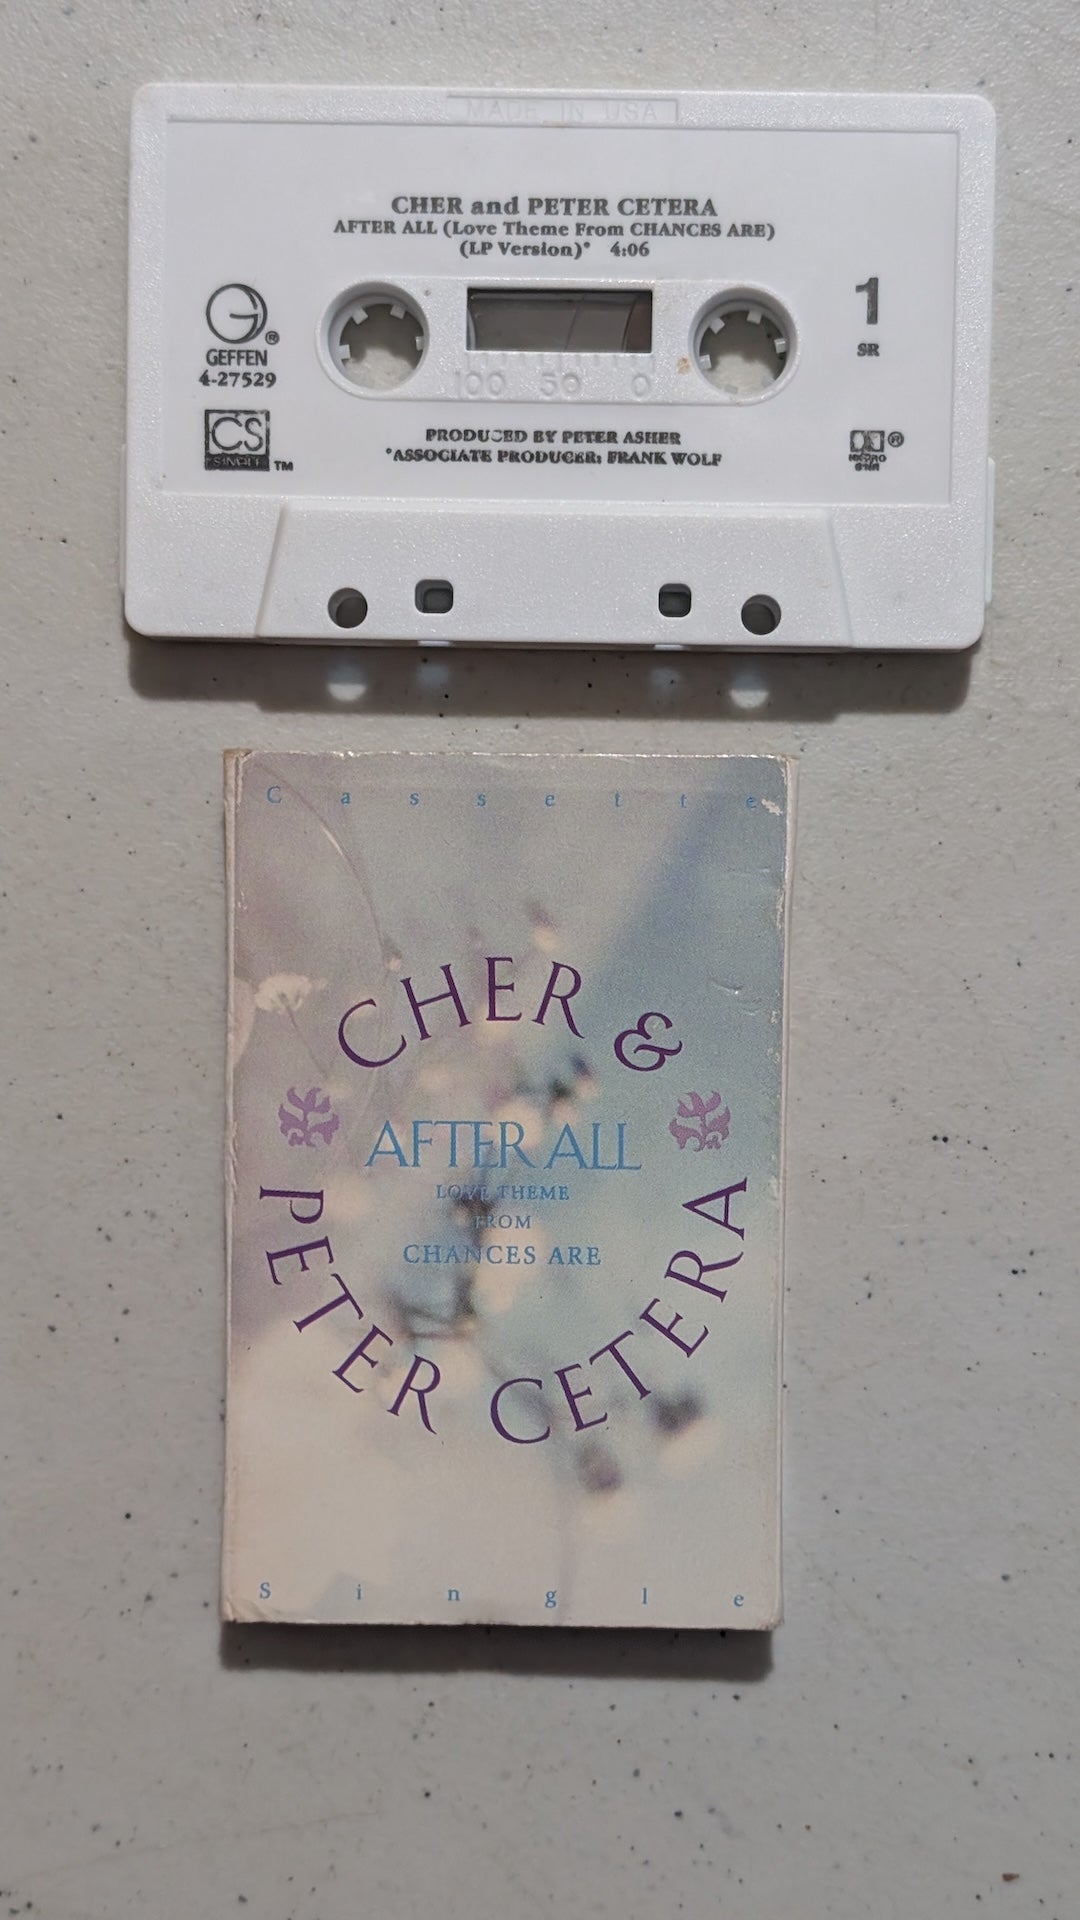 MADE IN USA
CHER and PETER CETERA
AFTER ALL (Love Theme From CHANCES ARE)
(LP Version)* 4:06
G®
GEFFEN
4-27529
1
SR
100 50 0
CS
SINGLE TM
PRODUCED BY PETER ASHER
*ASSOCIATE PRODUCER: FRANK WOLF
®
Cassette
CHER &
AFTER ALL
LOVE THEME
FROM
CHANCES ARE
PETER CETERA
Single